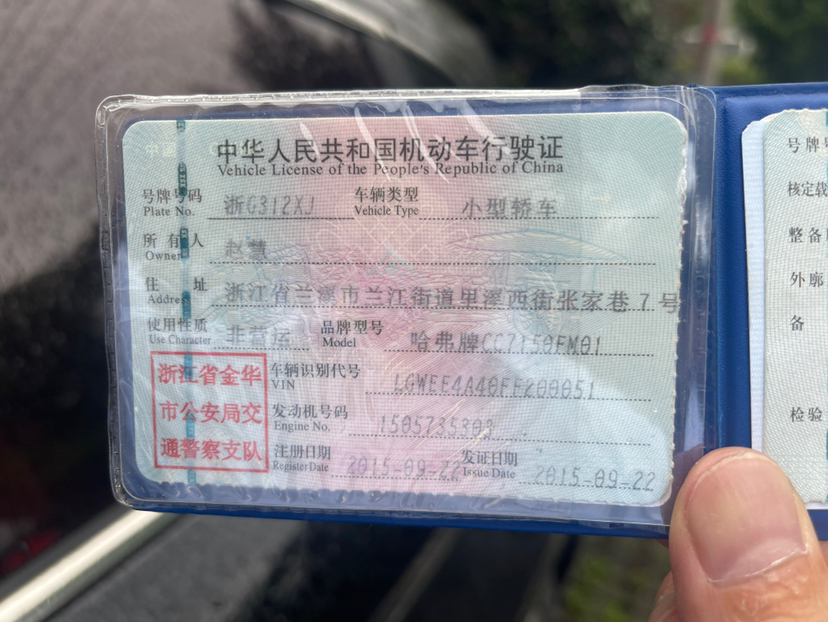 中华人民共和国机动车行驶证
Vehicle License of the People's Republic of China
号牌号码 浙G312XJ 车辆类型 小型轿车
Plate No. Vehicle Type
所有人 赵慧
Owner
住址 浙江省兰溪市兰江街道里潭西街张家巷7号
Address
使用性质 非营运 品牌型号 哈弗牌CC7150FM01
Use Character Model
浙江省金华
市公安局交
通警察支队
车辆识别代号 LGWEE4A40FF200051
VIN
发动机号码
Engine No.
注册日期 2015-09-22 发证日期 2015-09-22
Register Date Issue Date
核定载
整备
外廓
备
检验